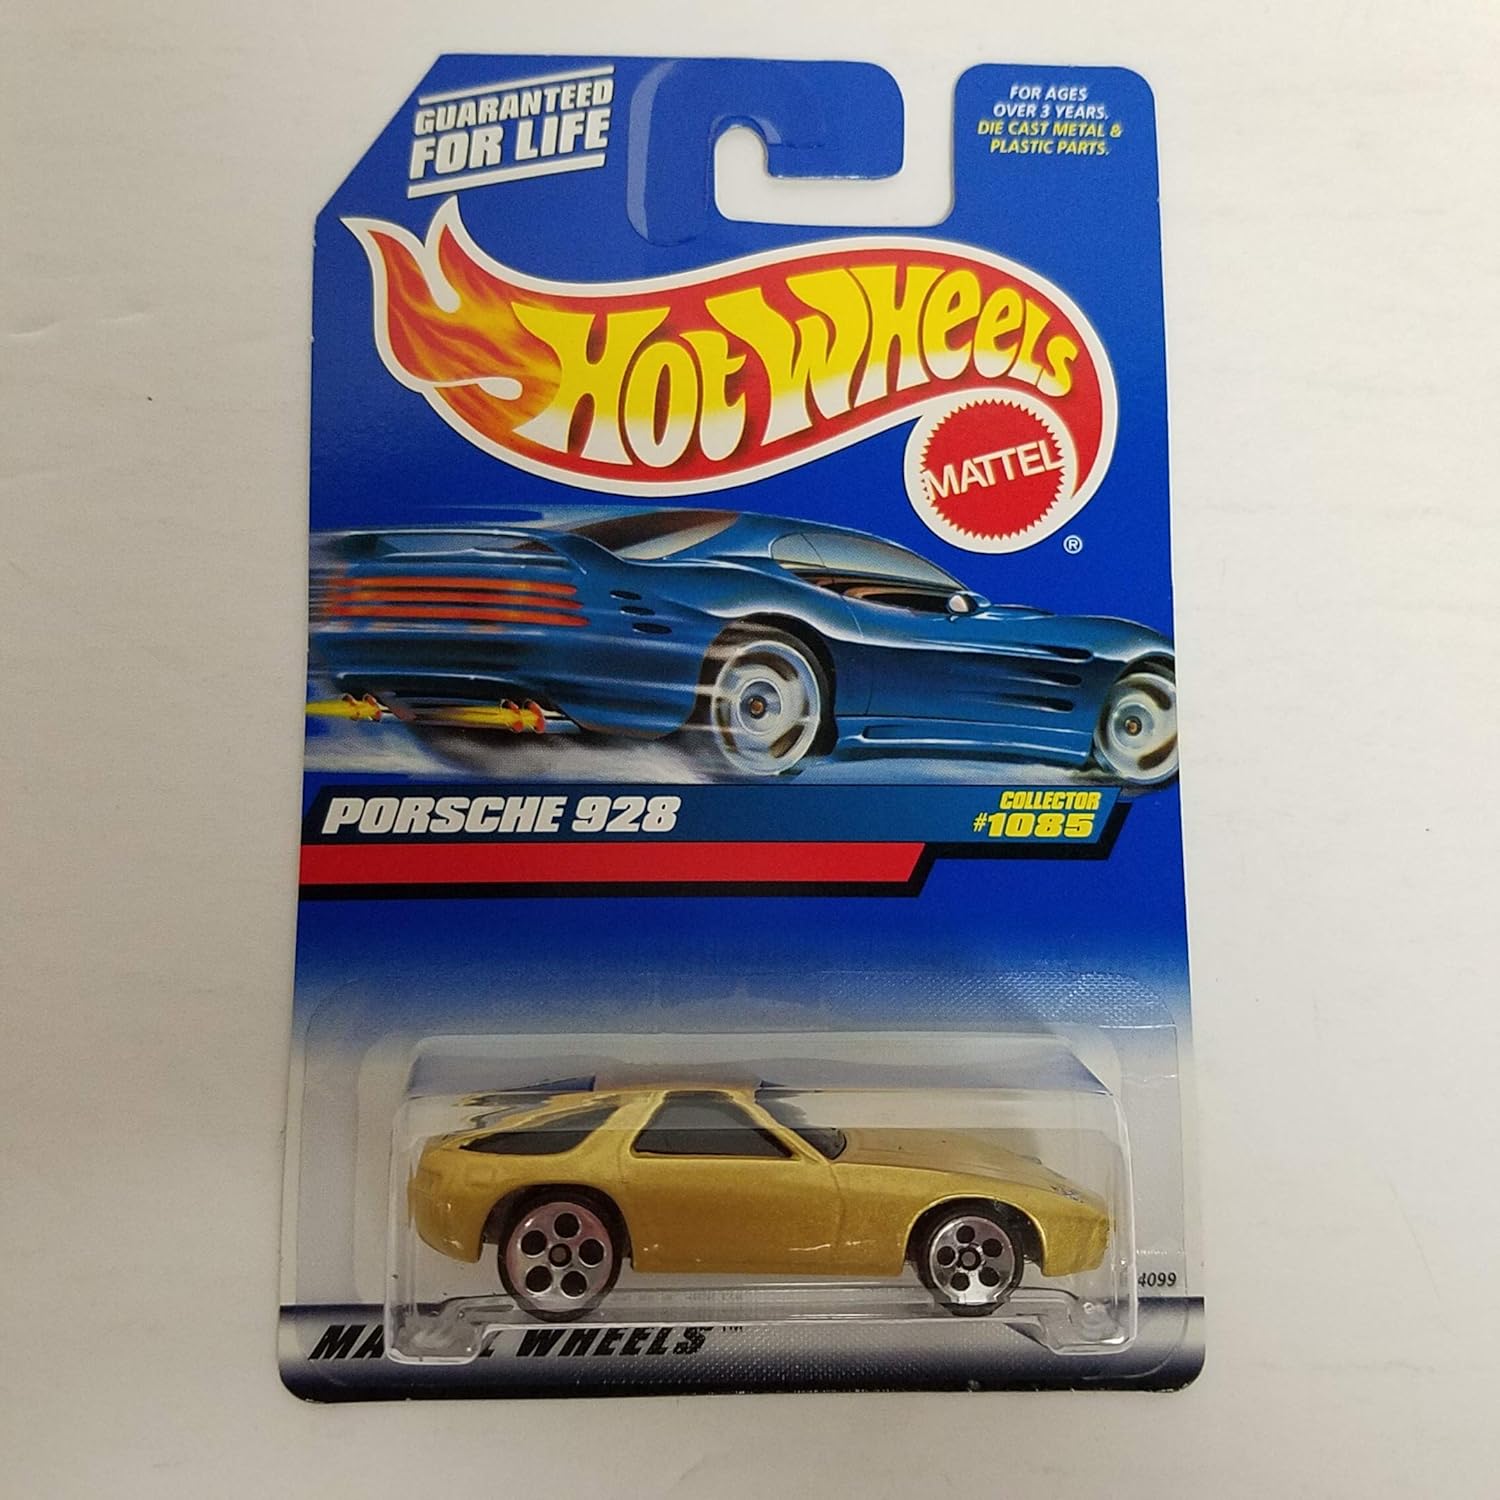 GUARANTEED
FOR LIFE
FOR AGES
OVER 3 YEARS.
DIE CAST METAL &
PLASTIC PARTS.
HOT WHEELS
MATTEL
®
PORSCHE 928
COLLECTOR
#1085
4099
WHEELS™